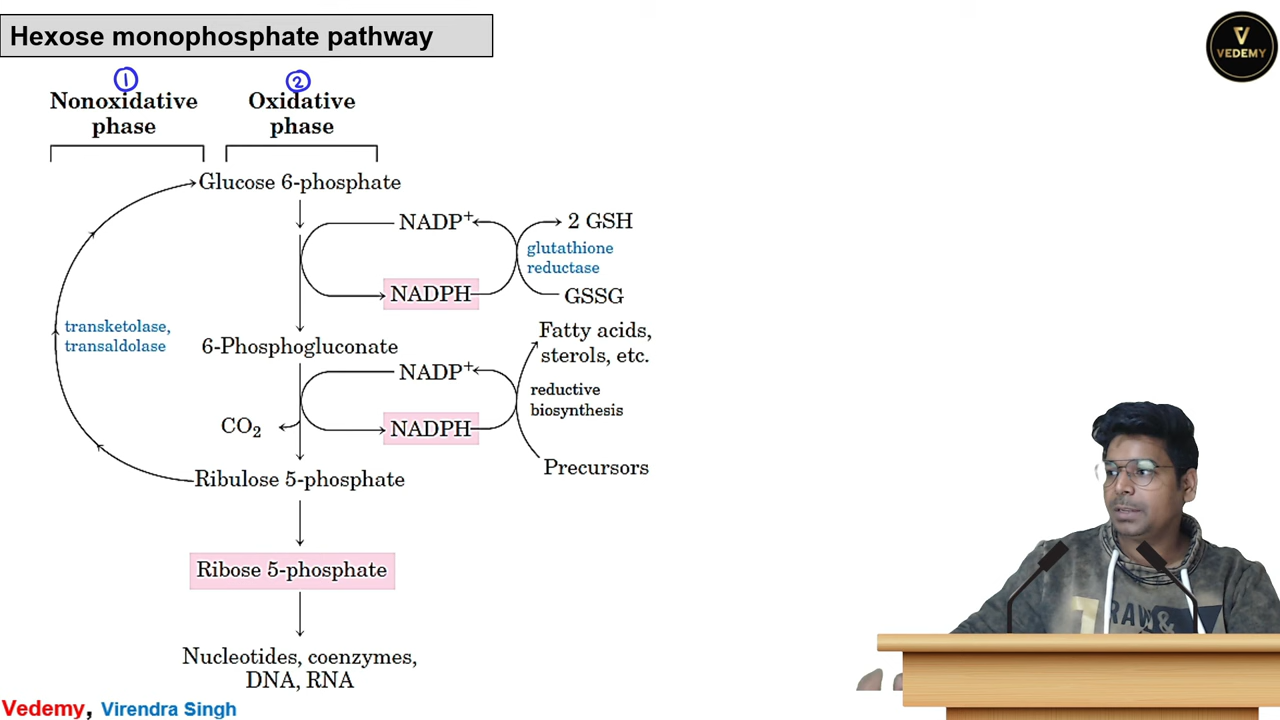 Hexose monophosphate pathway
VEDEMY
1
2
Nonoxidative
phase
Oxidative
phase
Glucose 6-phosphate
NADP+
2 GSH
glutathione
reductase
NADPH
GSSG
transketolase,
transaldolase
6-Phosphogluconate
Fatty acids,
sterols, etc.
NADP+
reductive
biosynthesis
CO2
NADPH
Precursors
Ribulose 5-phosphate
Ribose 5-phosphate
Nucleotides, coenzymes,
DNA, RNA
Vedemy, Virendra Singh